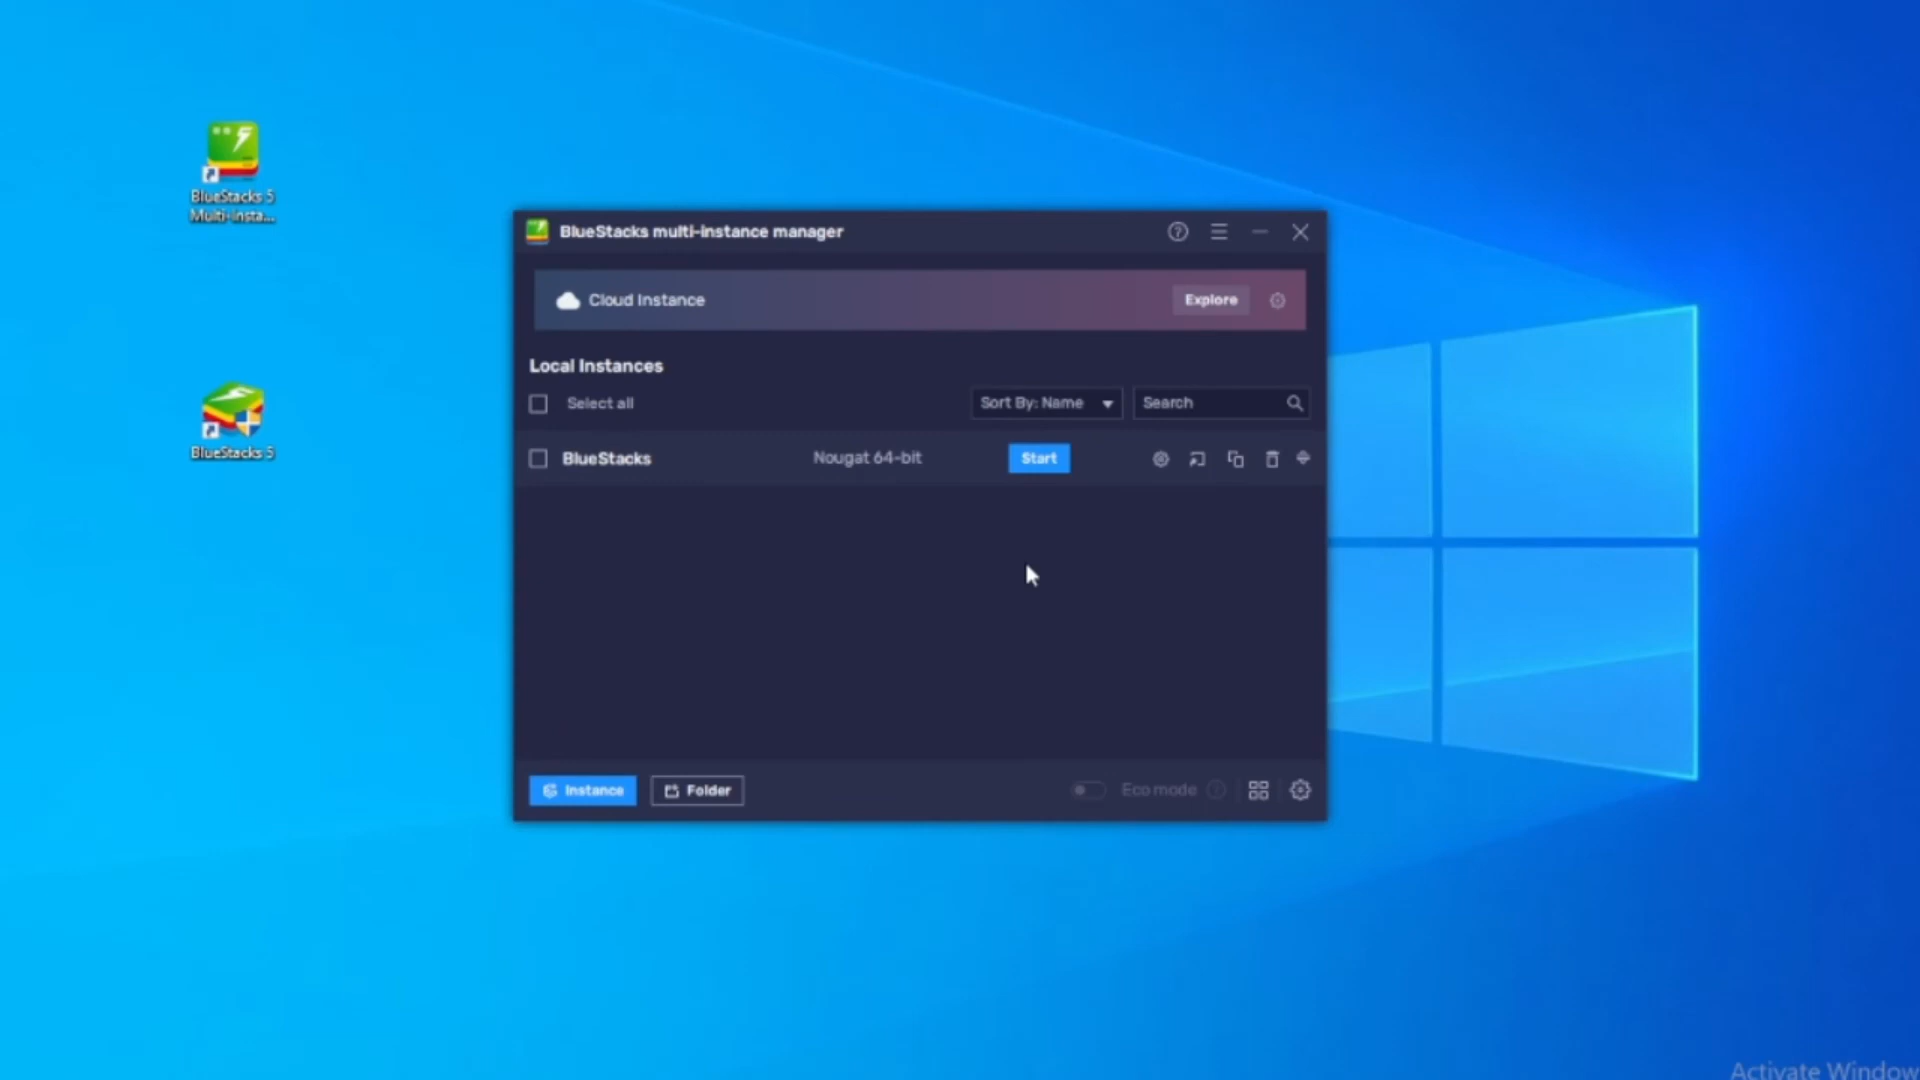 BlueStacks 5
Multi-Insta...
BlueStacks 5
BlueStacks multi-instance manager
Cloud Instance
Explore
Local Instances
Select all
Sort By: Name
Search
BlueStacks
Nougat 64-bit
Start
Instance
Folder
Eco mode
Activate Window